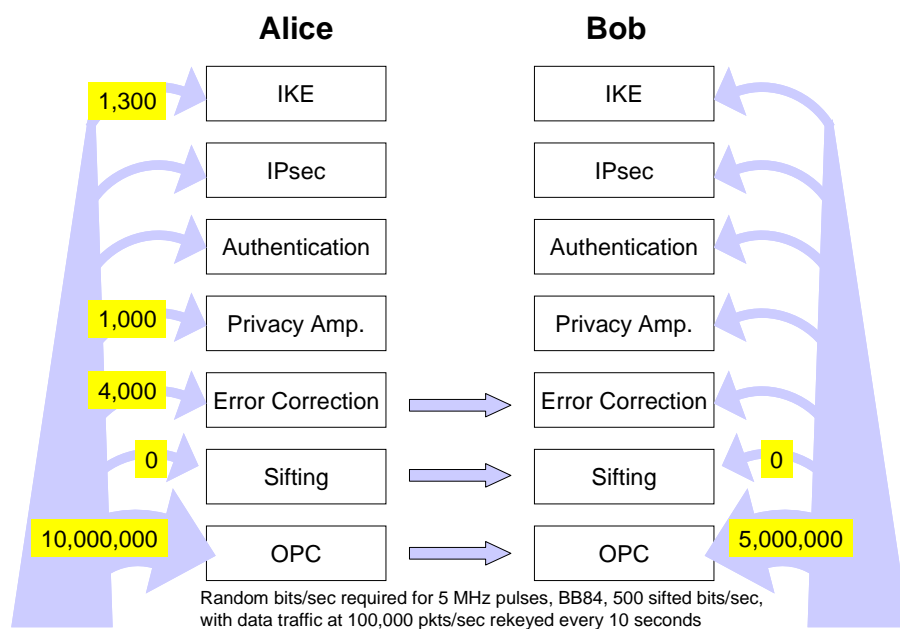 Alice Bob
1,300 IKE IKE
IPsec IPsec
Authentication Authentication
1,000 Privacy Amp. Privacy Amp.
4,000 Error Correction Error Correction
0 Sifting Sifting 0
10,000,000 OPC OPC 5,000,000
Random bits/sec required for 5 MHz pulses, BB84, 500 sifted bits/sec,
with data traffic at 100,000 pkts/sec rekeyed every 10 seconds